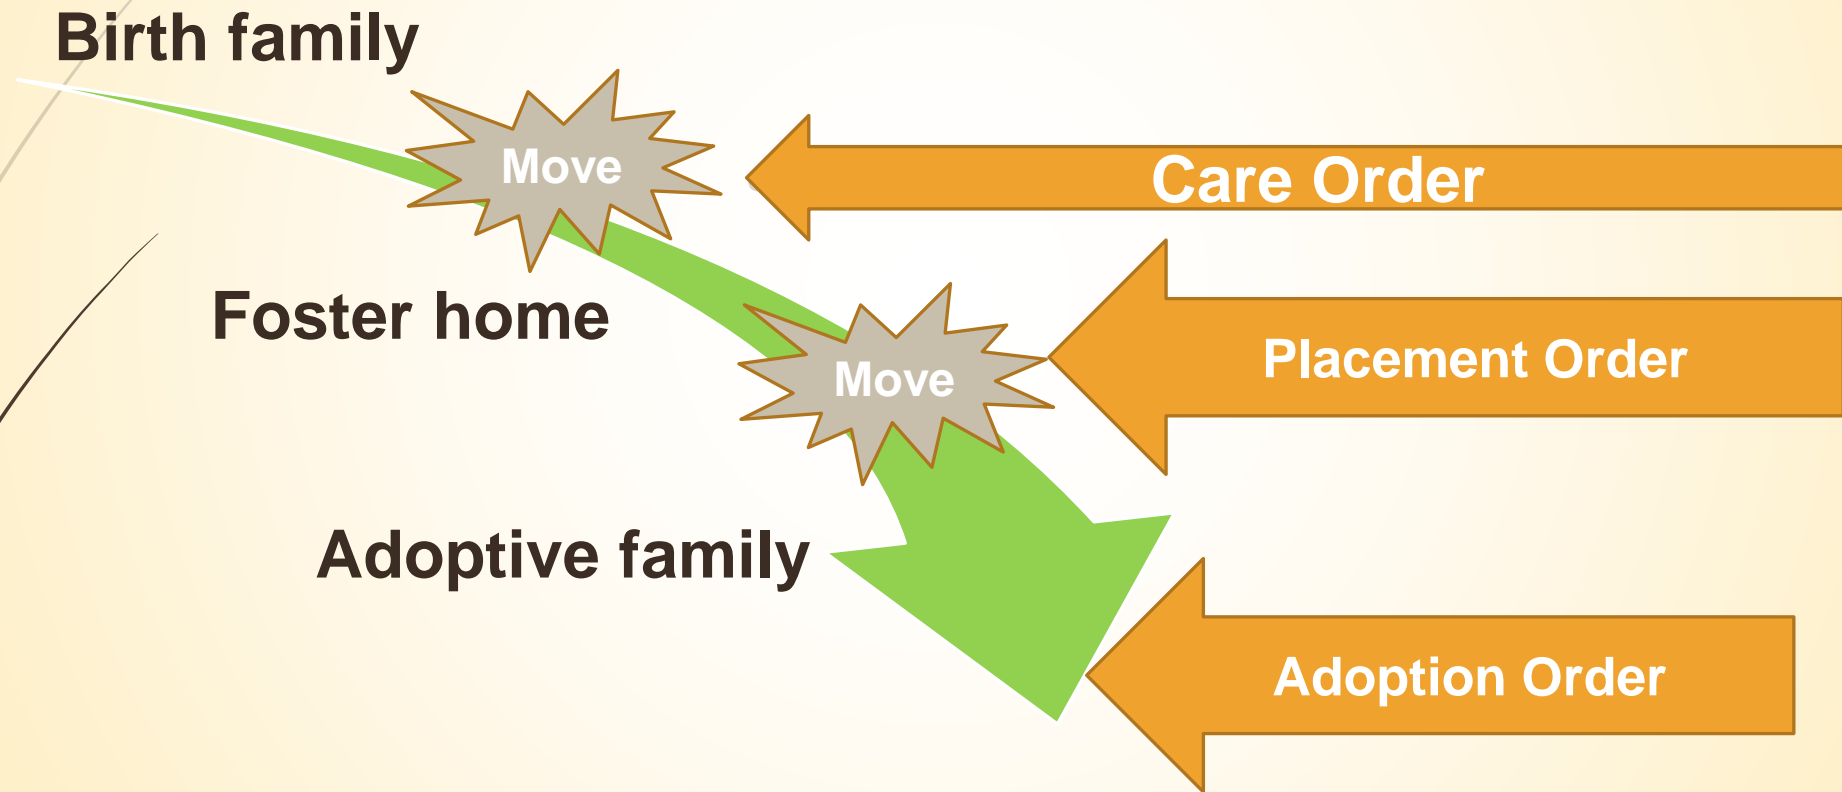 Birth family
Move
Care Order
Foster home
Move
Placement Order
Adoptive family
Adoption Order